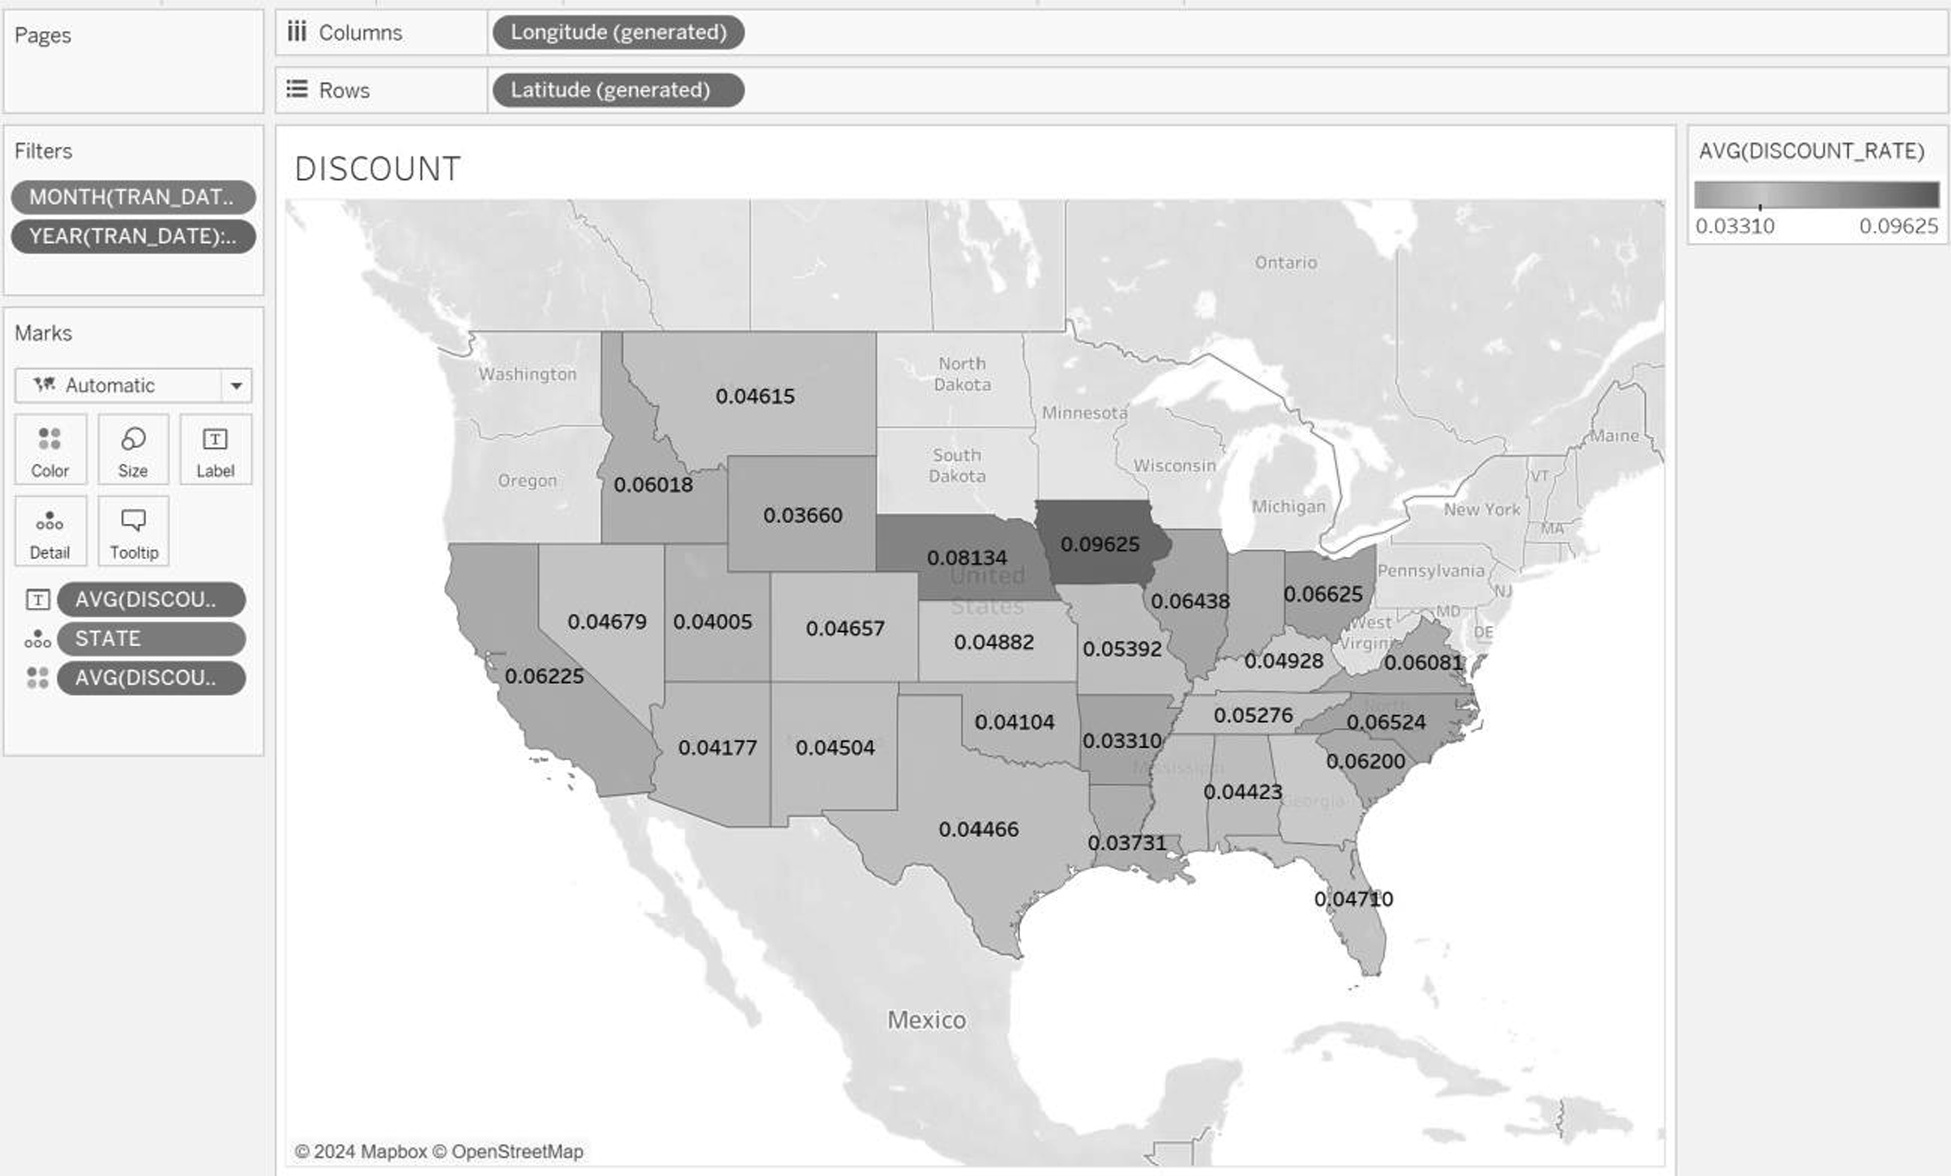 Pages
Columns
Longitude (generated)
Rows
Latitude (generated)
Filters
MONTH(TRAN_DAT..
YEAR(TRAN_DATE):..
Marks
Automatic
Color
Size
T
Label
Detail
Tooltip
T
AVG(DISCOU..
STATE
AVG(DISCOU..
DISCOUNT
Ontario
Washington
North
Dakota
Minnesota
Maine
0.04615
Oregon
South
Dakota
Wisconsin
VT
0.06018
Michigan
New York
MA
0.03660
0.08134
0.09625
United
States
Pennsylvania
NJ
0.06438
0.06625
MD
DE
0.04679
0.04005
0.04657
0.04882
0.05392
West
Virginia
0.04928
0.06081
0.06225
0.04177
0.04504
0.04104
0.03310
0.05276
North
0.06524
0.06200
Mississippi
0.04423
Georgia
0.04466
0.03731
0.04710
Mexico
© 2024 Mapbox © OpenStreetMap
AVG(DISCOUNT_RATE)
0.03310
0.09625